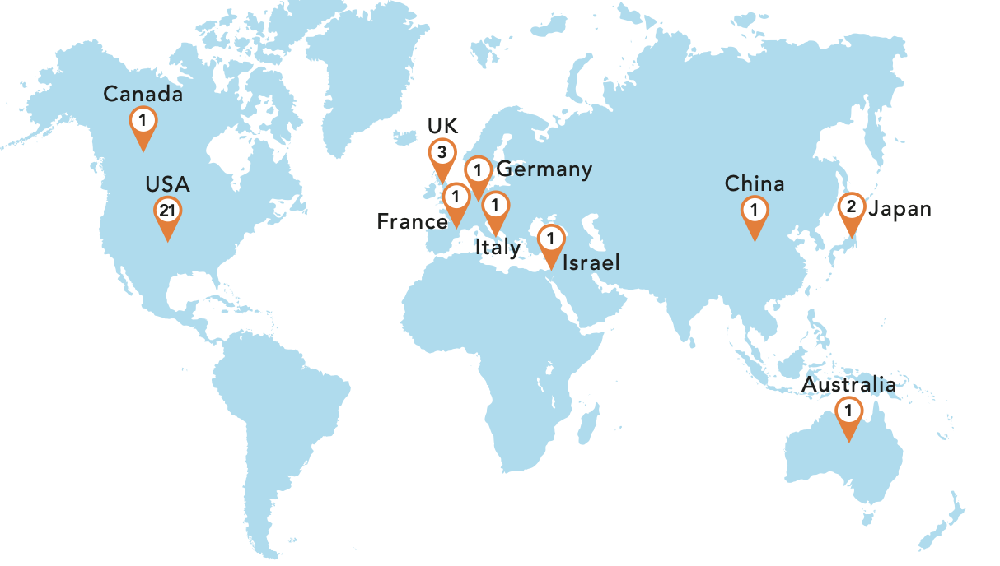 Canada
1
USA
21
UK
3
1
Germany
1
France
1
Italy
1
Israel
China
1
2
Japan
Australia
1